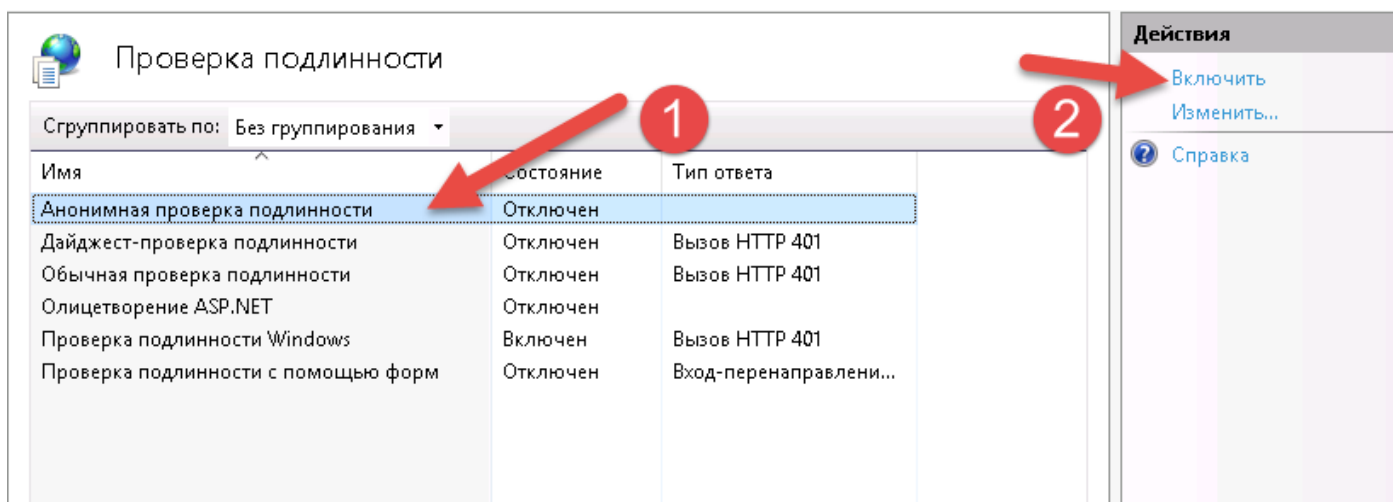 Проверка подлинности
Сгруппировать по: Без группирования
Имя Состояние Тип ответа
Анонимная проверка подлинности Отключен
Дайджест-проверка подлинности Отключен Вызов HTTP 401
Обычная проверка подлинности Отключен Вызов HTTP 401
Олицетворение ASP.NET Отключен
Проверка подлинности Windows Включен Вызов HTTP 401
Проверка подлинности с помощью форм Отключен Вход-перенаправлени...
1
Действия
2
Включить
Изменить...
Справка